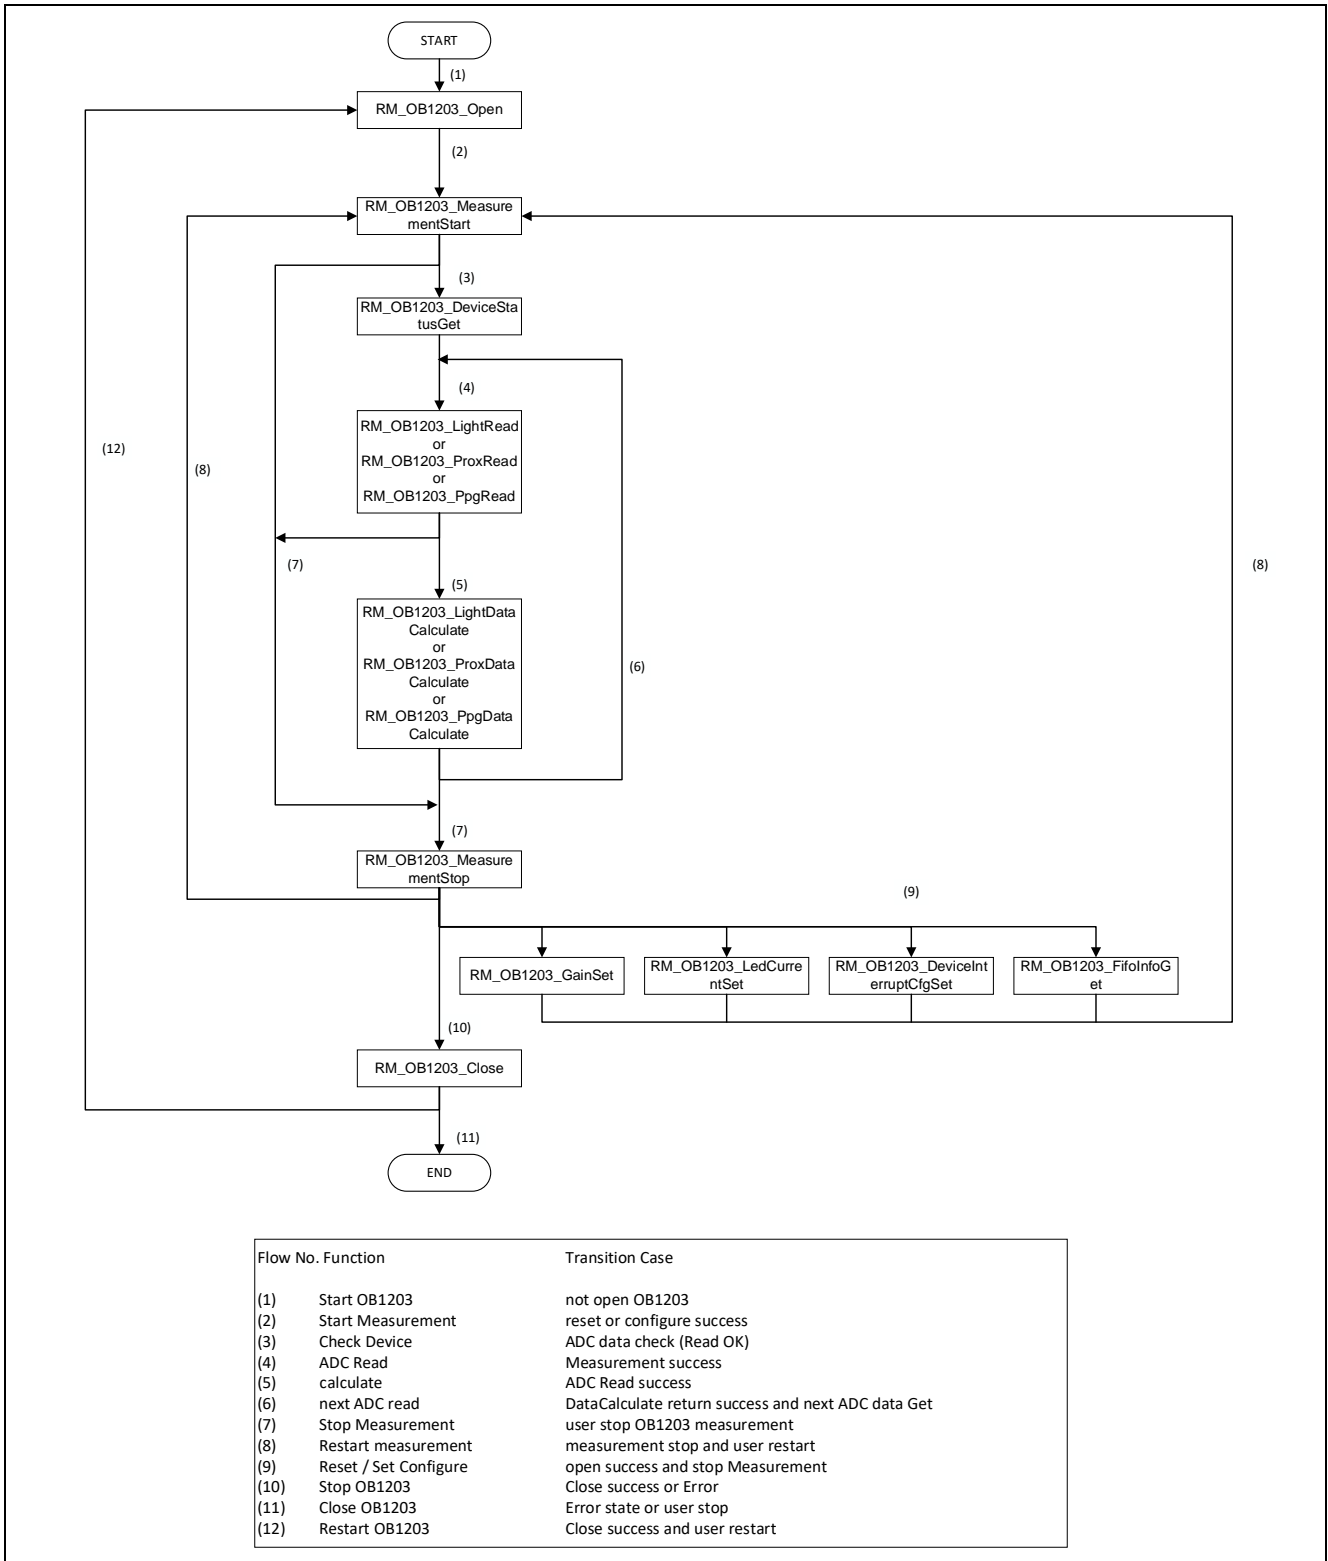 START
(1)
RM_OB1203_Open
(2)
RM_OB1203_Measure
mentStart
(3)
RM_OB1203_DeviceSta
tusGet
(4)
RM_OB1203_LightRead
or
RM_OB1203_ProxRead
or
RM_OB1203_PpgRead
(12)
(8)
(7)
(8)
(5)
RM_OB1203_LightData
Calculate
or
RM_OB1203_ProxData
Calculate
or
RM_OB1203_PpgData
Calculate
(6)
(7)
RM_OB1203_Measure
mentStop
(9)
RM_OB1203_GainSet
RM_OB1203_LedCurre
ntSet
RM_OB1203_DeviceInt
erruptCfgSet
RM_OB1203_FifoInfoG
et
(10)
RM_OB1203_Close
(11)
END
Flow No. Function Transition Case
(1) Start OB1203 not open OB1203
(2) Start Measurement reset or configure success
(3) Check Device ADC data check (Read OK)
(4) ADC Read Measurement success
(5) calculate ADC Read success
(6) next ADC read DataCalculate return success and next ADC data Get
(7) Stop Measurement user stop OB1203 measurement
(8) Restart measurement measurement stop and user restart
(9) Reset / Set Configure open success and stop Measurement
(10) Stop OB1203 Close success or Error
(11) Close OB1203 Error state or user stop
(12) Restart OB1203 Close success and user restart